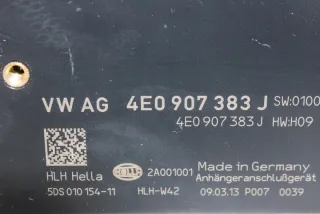 VW AG 4E0 907 383 J SW:0100
4E0 907 383 J HW:H09
HLH Hella HELLA 2A001001 Made in Germany
Anhängeranschlußgerät
5DS 010 154-11 HLH-W42 09.03.13 P007 0039